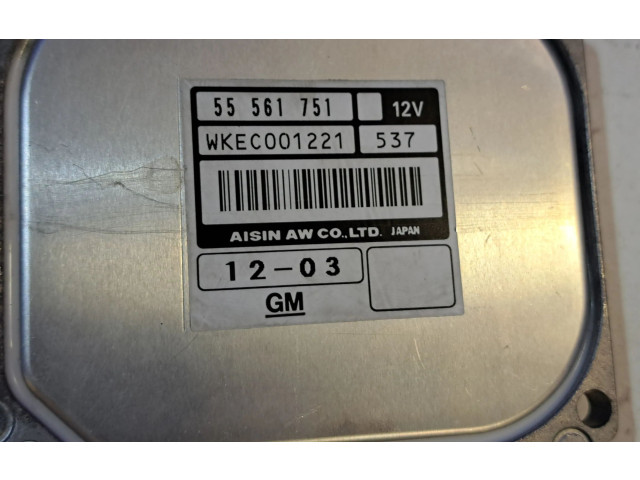 55 561 751 12V
WKEC001221 537
AISIN AW CO.,LTD. JAPAN
12-03
GM